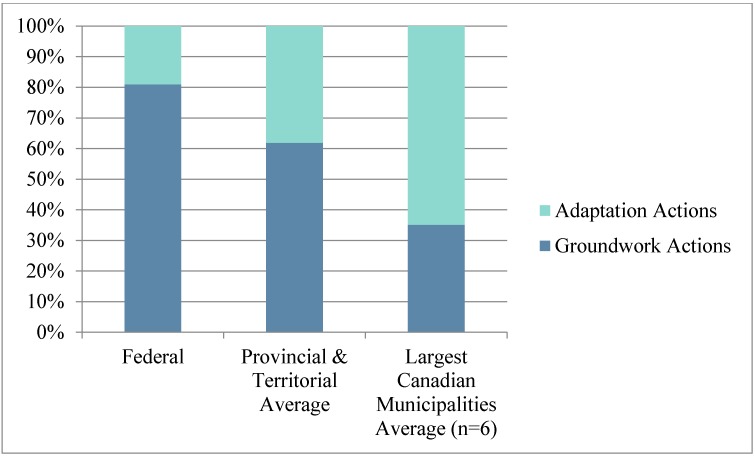 100%
90%
80%
70%
60%
50%
40%
30%
20%
10%
0%
Federal
Provincial &
Territorial
Average
Largest
Canadian
Municipalities
Average (n=6)
Adaptation Actions
Groundwork Actions